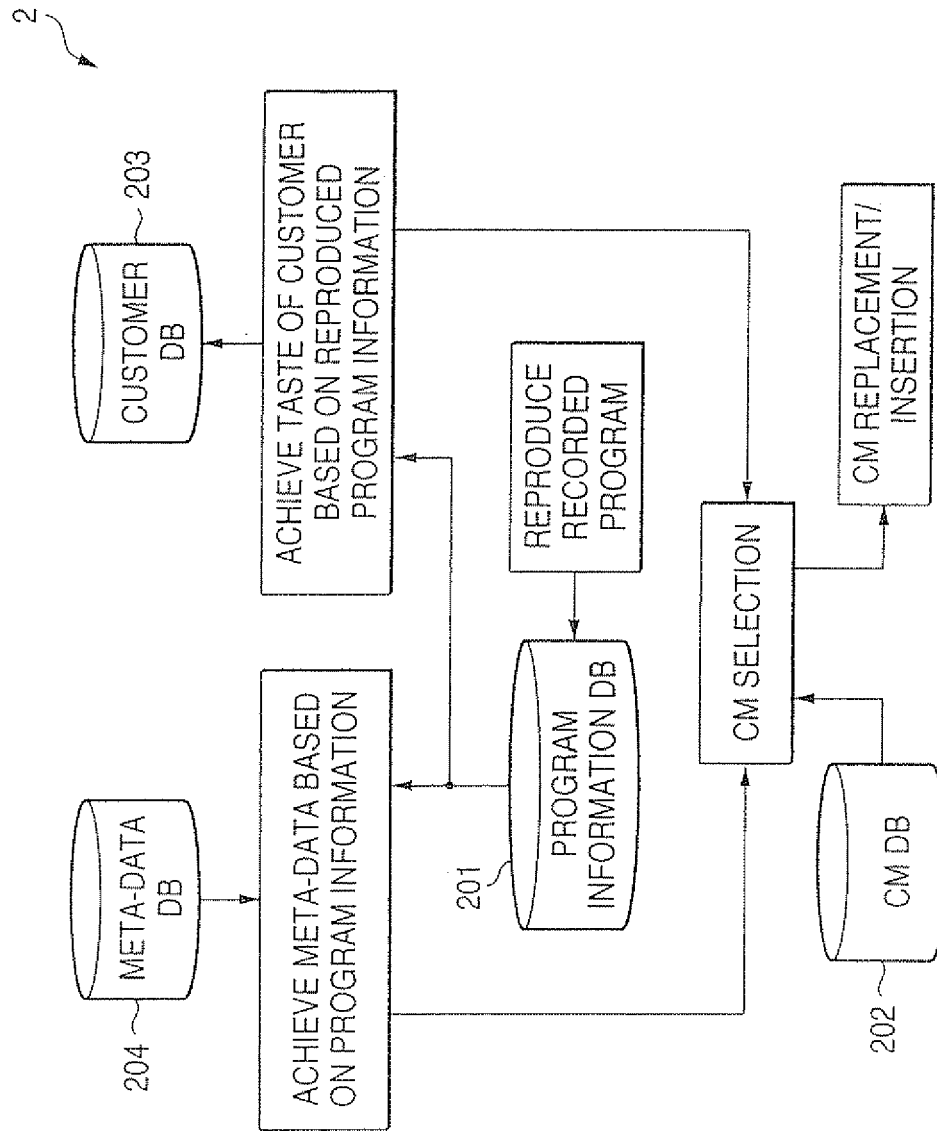 2
META-DATA
DB
204
CUSTOMER
DB
203
ACHIEVE META-DATA BASED
ON PROGRAM INFORMATION
ACHIEVE TASTE OF CUSTOMER
BASED ON REPRODUCED
PROGRAM INFORMATION
201
PROGRAM
INFORMATION DB
REPRODUCE
RECORDED
PROGRAM
CM SELECTION
CM DB
202
CM REPLACEMENT/
INSERTION